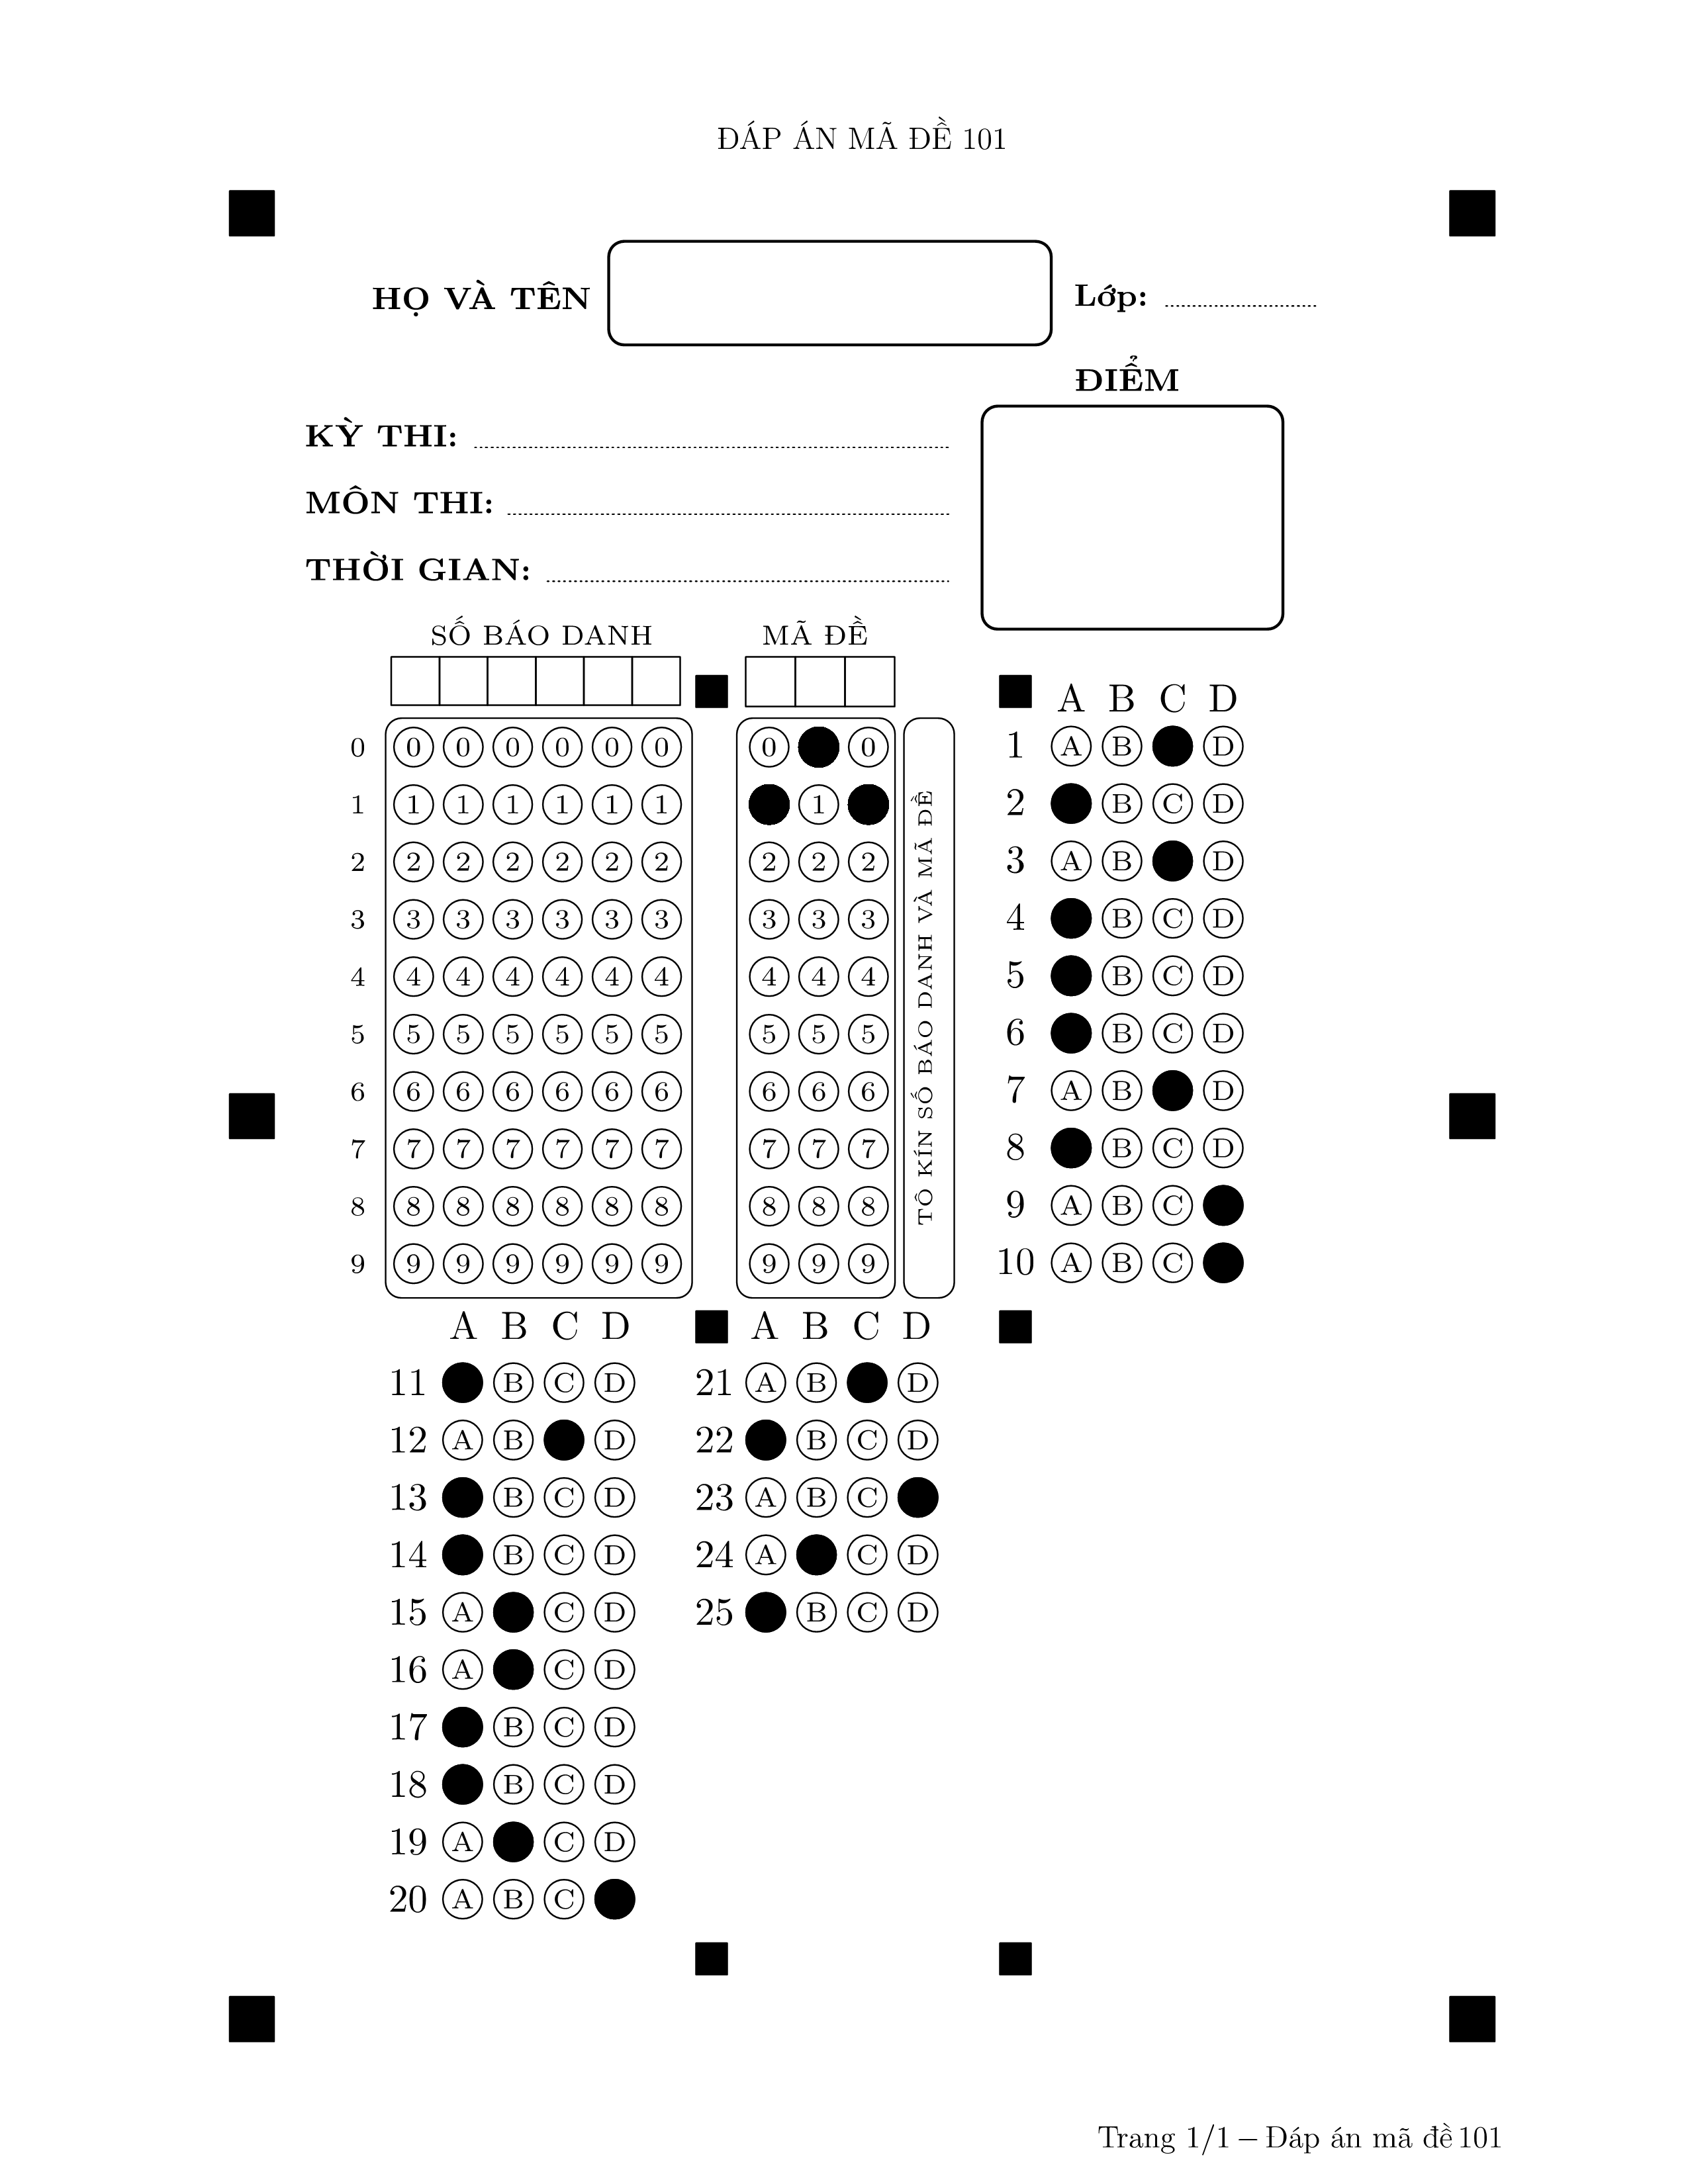 ĐÁP ÁN MÃ ĐỀ 101
HỌ VÀ TÊN
Lớp:
ĐIỂM
KỲ THI:
MÔN THI:
THỜI GIAN:
SỐ BÁO DANH
MÃ ĐỀ
0 0 0 0 0 0 0
1 1 1 1 1 1 1
2 2 2 2 2 2 2
3 3 3 3 3 3 3
4 4 4 4 4 4 4
5 5 5 5 5 5 5
6 6 6 6 6 6 6
7 7 7 7 7 7 7
8 8 8 8 8 8 8
9 9 9 9 9 9 9
0 0
1
2 2 2
3 3 3
4 4 4
5 5 5
6 6 6
7 7 7
8 8 8
9 9 9
TÔ KÍN SỐ BÁO DANH VÀ MÃ ĐỀ
A B C D
1 A B D
2 B C D
3 A B D
4 B C D
5 B C D
6 B C D
7 A B D
8 B C D
9 A B C
10 A B C
A B C D
11 B C D
12 A B D
13 B C D
14 B C D
15 A C D
16 A C D
17 B C D
18 B C D
19 A C D
20 A B C
A B C D
21 A B D
22 B C D
23 A B C
24 A C D
25 B C D
Trang 1/1 – Đáp án mã đề 101